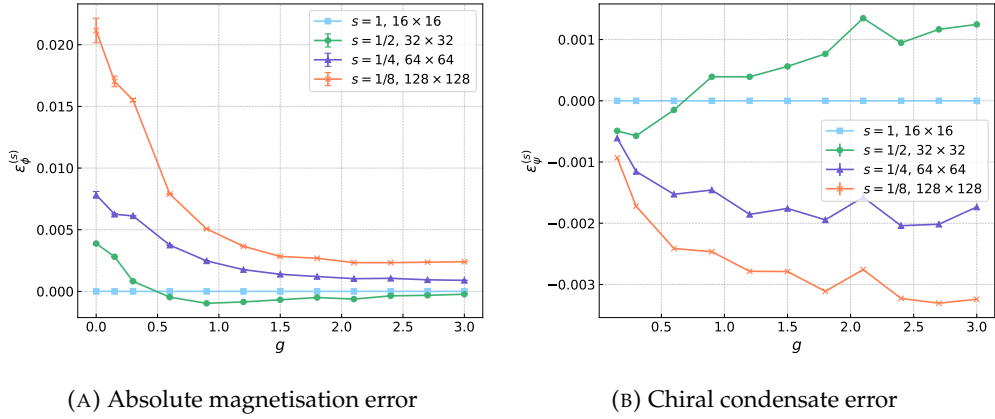 0.020
0.015
0.010
0.005
0.000
ε_ϕ^(s)
s = 1, 16 × 16
s = 1/2, 32 × 32
s = 1/4, 64 × 64
s = 1/8, 128 × 128
0.0 0.5 1.0 1.5 2.0 2.5 3.0
g
(A) Absolute magnetisation error
0.001
0.000
−0.001
−0.002
−0.003
ε_ψ^(s)
s = 1, 16 × 16
s = 1/2, 32 × 32
s = 1/4, 64 × 64
s = 1/8, 128 × 128
0.5 1.0 1.5 2.0 2.5 3.0
g
(B) Chiral condensate error